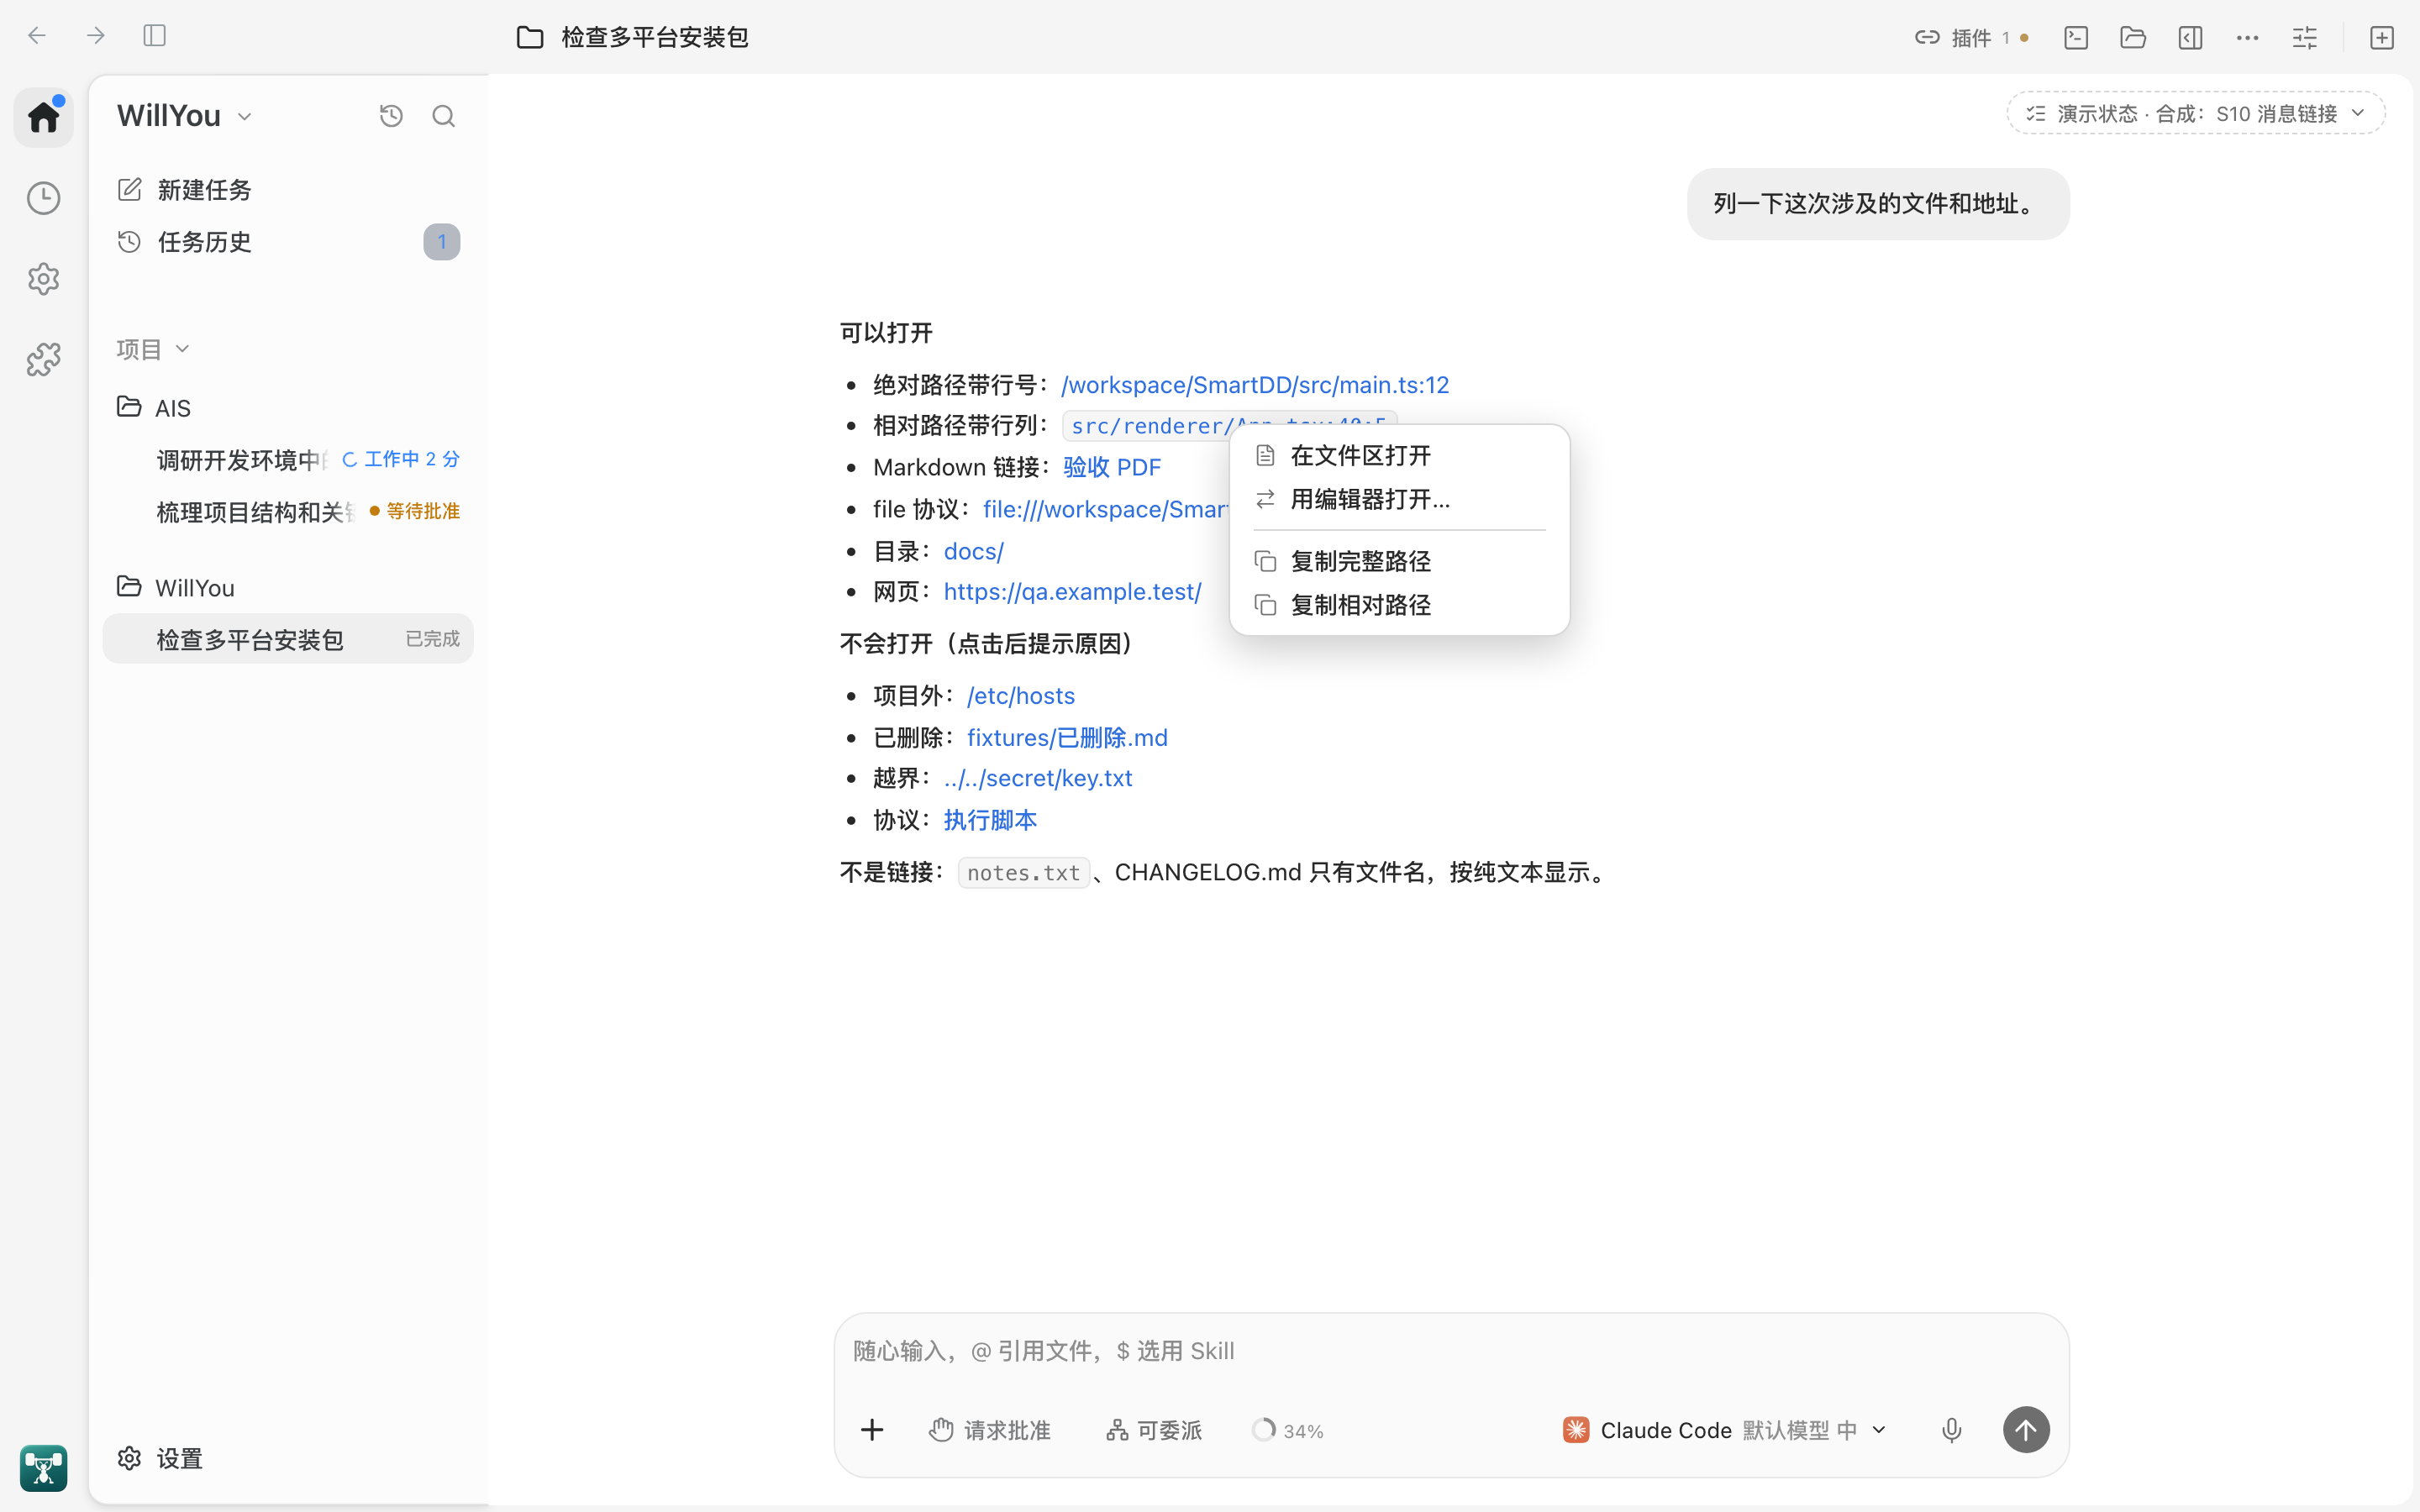 检查多平台安装包
插件 1
WillYou
演示状态 · 合成：S10 消息链接
新建任务
列一下这次涉及的文件和地址。
任务历史
1
项目
AIS
调研开发环境中
工作中 2 分
梳理项目结构和关
等待批准
WillYou
检查多平台安装包
已完成
设置
可以打开
绝对路径带行号：/workspace/SmartDD/src/main.ts:12
相对路径带行列：src/renderer/
Markdown 链接：验收 PDF
file 协议：file:///workspace/Smar
目录：docs/
网页：https://qa.example.test/
在文件区打开
用编辑器打开...
复制完整路径
复制相对路径
不会打开（点击后提示原因）
项目外：/etc/hosts
已删除：fixtures/已删除.md
越界：../../secret/key.txt
协议：执行脚本
不是链接：notes.txt、CHANGELOG.md 只有文件名，按纯文本显示。
随心输入，@ 引用文件，$ 选用 Skill
请求批准
可委派
34%
Claude Code 默认模型 中